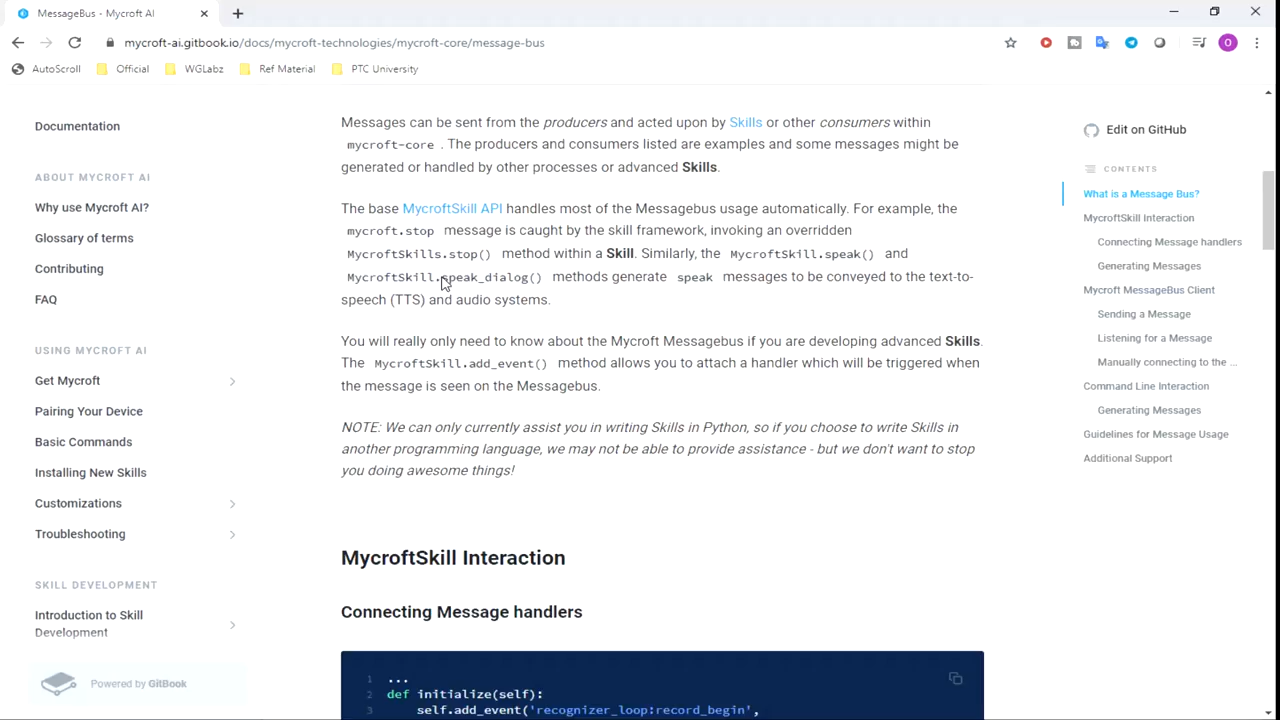 MessageBus - Mycroft AI
mycroft-ai.gitbook.io/docs/mycroft-technologies/mycroft-core/message-bus
O
AutoScroll
Official
WGLabz
Ref Material
PTC University
Documentation
ABOUT MYCROFT AI
Why use Mycroft AI?
Glossary of terms
Contributing
FAQ
USING MYCROFT AI
Get Mycroft
Pairing Your Device
Basic Commands
Installing New Skills
Customizations
Troubleshooting
SKILL DEVELOPMENT
Introduction to Skill
Development
Powered by GitBook
Messages can be sent from the producers and acted upon by Skills or other consumers within
mycroft-core . The producers and consumers listed are examples and some messages might be
generated or handled by other processes or advanced Skills.
The base MycroftSkill API handles most of the Messagebus usage automatically. For example, the
mycroft.stop message is caught by the skill framework, invoking an overridden
MycroftSkills.stop() method within a Skill. Similarly, the MycroftSkill.speak() and
MycroftSkill.speak_dialog() methods generate speak messages to be conveyed to the text-to-
speech (TTS) and audio systems.
You will really only need to know about the Mycroft Messagebus if you are developing advanced Skills.
The MycroftSkill.add_event() method allows you to attach a handler which will be triggered when
the message is seen on the Messagebus.
NOTE: We can only currently assist you in writing Skills in Python, so if you choose to write Skills in
another programming language, we may not be able to provide assistance - but we don't want to stop
you doing awesome things!
MycroftSkill Interaction
Connecting Message handlers
1 ...
2 def initialize(self):
3 self.add_event('recognizer_loop:record_begin',
Edit on GitHub
CONTENTS
What is a Message Bus?
MycroftSkill Interaction
Connecting Message handlers
Generating Messages
Mycroft MessageBus Client
Sending a Message
Listening for a Message
Manually connecting to the ...
Command Line Interaction
Generating Messages
Guidelines for Message Usage
Additional Support